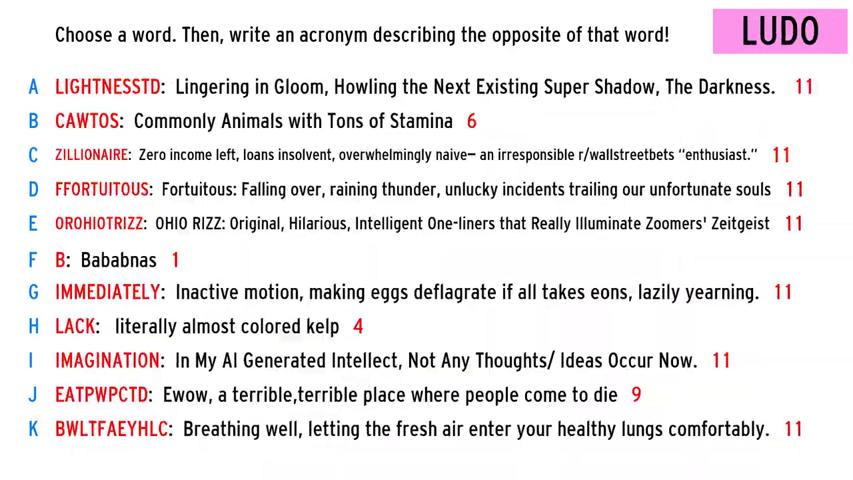 Choose a word. Then, write an acronym describing the opposite of that word!
LUDO
A LIGHTNESSTD: Lingering in Gloom, Howling the Next Existing Super Shadow, The Darkness. 11
B CAWTOS: Commonly Animals with Tons of Stamina 6
C ZILLIONAIRE: Zero income left, loans insolvent, overwhelmingly naive— an irresponsible r/wallstreetbets “enthusiast.” 11
D FFORTUITOUS: Fortuitous: Falling over, raining thunder, unlucky incidents trailing our unfortunate souls 11
E OROHIOTRIZZ: OHIO RIZZ: Original, Hilarious, Intelligent One-liners that Really Illuminate Zoomers' Zeitgeist 11
F B: Bababnas 1
G IMMEDIATELY: Inactive motion, making eggs deflagrate if all takes eons, lazily yearning. 11
H LACK: literally almost colored kelp 4
I IMAGINATION: In My AI Generated Intellect, Not Any Thoughts/ Ideas Occur Now. 11
J EATPWPCTD: Ewow, a terrible,terrible place where people come to die 9
K BWLTFAEYHLC: Breathing well, letting the fresh air enter your healthy lungs comfortably. 11